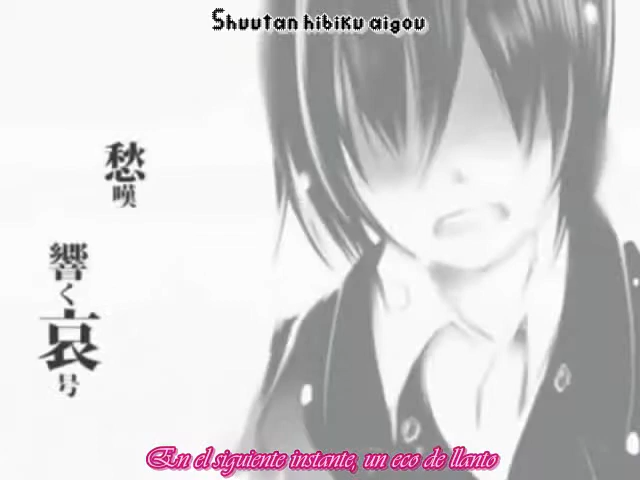 Shuutan hibiku aigou
愁嘆
響く哀号
En el siguiente instante, un eco de llanto